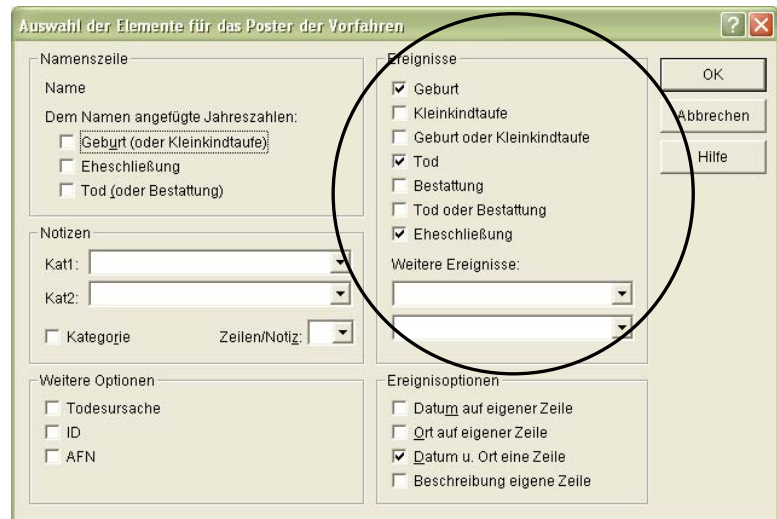 Auswahl der Elemente für das Poster der Vorfahren
Namenszeile
Name
Dem Namen angefügte Jahreszahlen:
Geburt (oder Kleinkindtaufe)
Eheschließung
Tod (oder Bestattung)
Notizen
Kat1:
Kat2:
Kategorie
Zeilen/Notiz:
Weitere Optionen
Todesursache
ID
AFN
Ereignisse
Geburt
Kleinkindtaufe
Geburt oder Kleinkindtaufe
Tod
Bestattung
Tod oder Bestattung
Eheschließung
Weitere Ereignisse:
Ereignisoptionen
Datum auf eigener Zeile
Ort auf eigener Zeile
Datum u. Ort eine Zeile
Beschreibung eigene Zeile
OK
Abbrechen
Hilfe